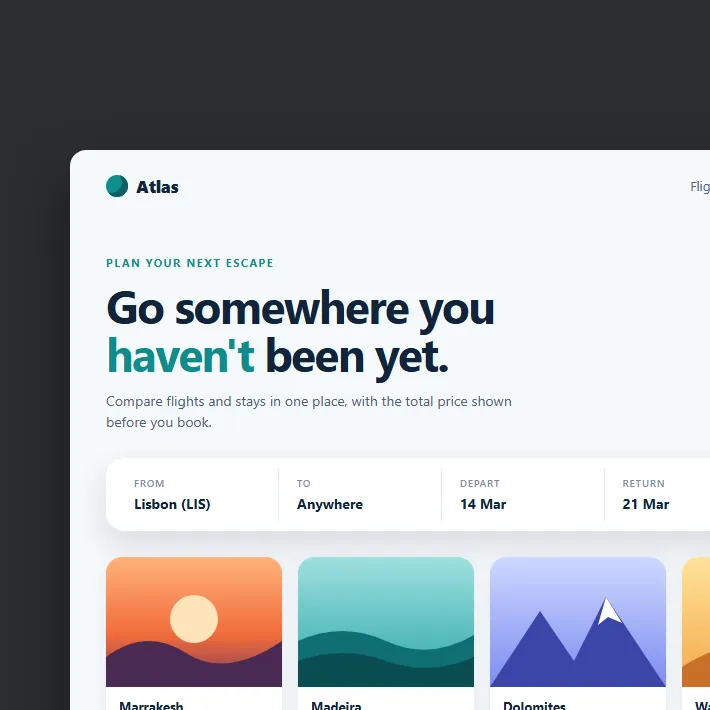 Atlas
PLAN YOUR NEXT ESCAPE
Go somewhere you
haven't been yet.
Compare flights and stays in one place, with the total price shown
before you book.
FROM TO DEPART RETURN
Lisbon (LIS) Anywhere 14 Mar 21 Mar
Marrakesh Madeira Dolomites